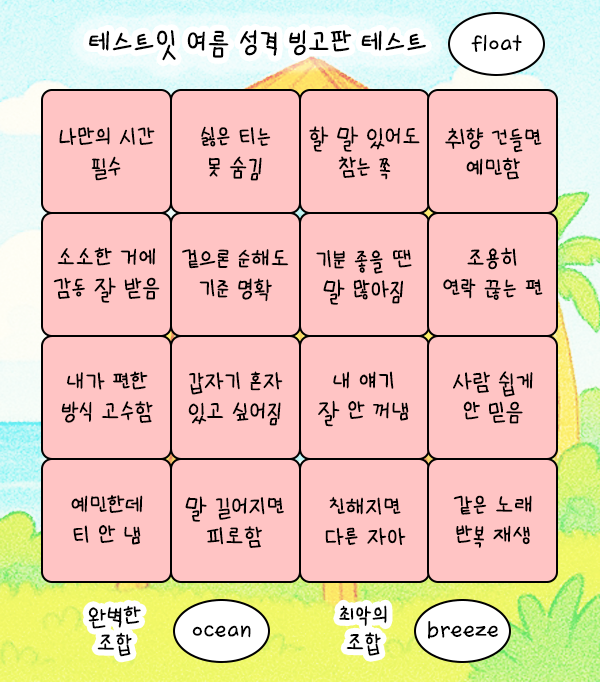 테스트잇 여름 성격 빙고판 테스트
float
나만의 시간
필수
싫은 티는
못 숨김
할 말 있어도
참는 쪽
취향 건들면
예민함
소소한 거에
감동 잘 받음
겉으론 순해도
기준 명확
기분 좋을 땐
말 많아짐
조용히
연락 끊는 편
내가 편한
방식 고수함
갑자기 혼자
있고 싶어짐
내 얘기
잘 안 꺼냄
사람 쉽게
안 믿음
예민한데
티 안 냄
말 길어지면
피로함
친해지면
다른 자아
같은 노래
반복 재생
완벽한
조합
ocean
최악의
조합
breeze